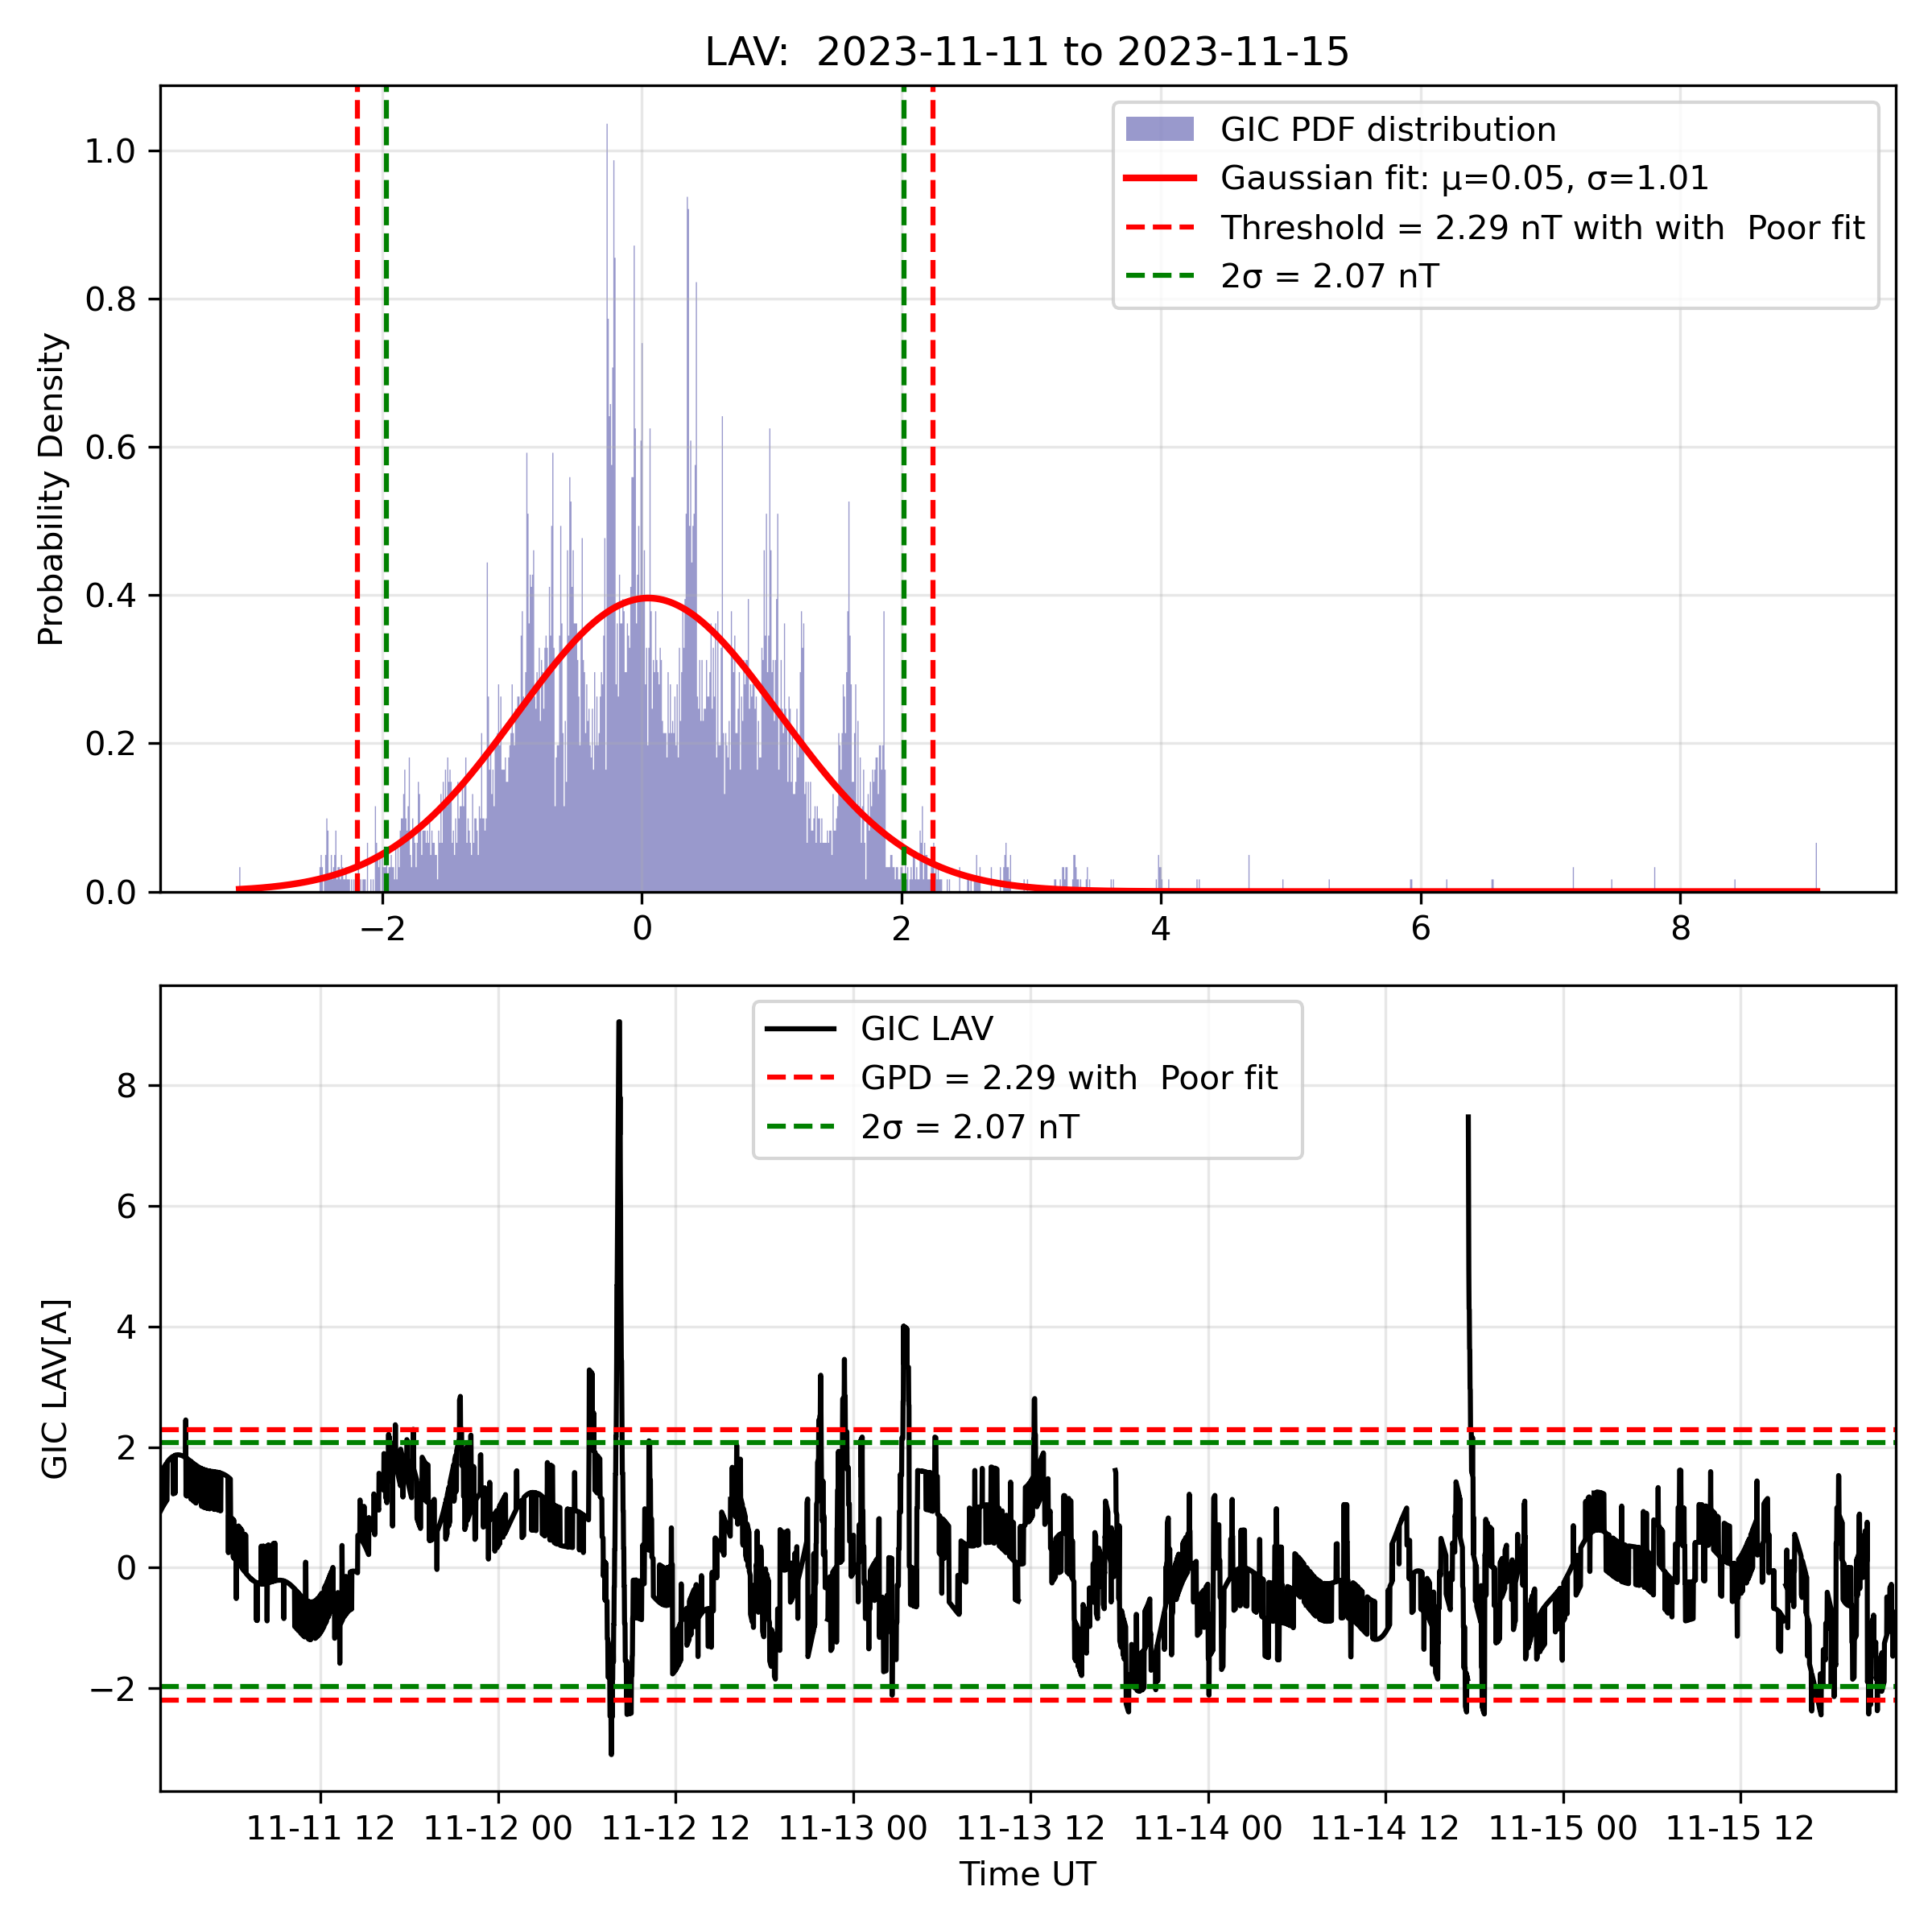 LAV:  2023-11-11 to 2023-11-15
GIC PDF distribution
Gaussian fit: μ=0.05, σ=1.01
Threshold = 2.29 nT with with  Poor fit
2σ = 2.07 nT
Probability Density
1.0
0.8
0.6
0.4
0.2
0.0
−2 0 2 4 6 8
GIC LAV
GPD = 2.29 with  Poor fit
2σ = 2.07 nT
GIC LAV[A]
8
6
4
2
0
−2
11-11 12 11-12 00 11-12 12 11-13 00 11-13 12 11-14 00 11-14 12 11-15 00 11-15 12
Time UT